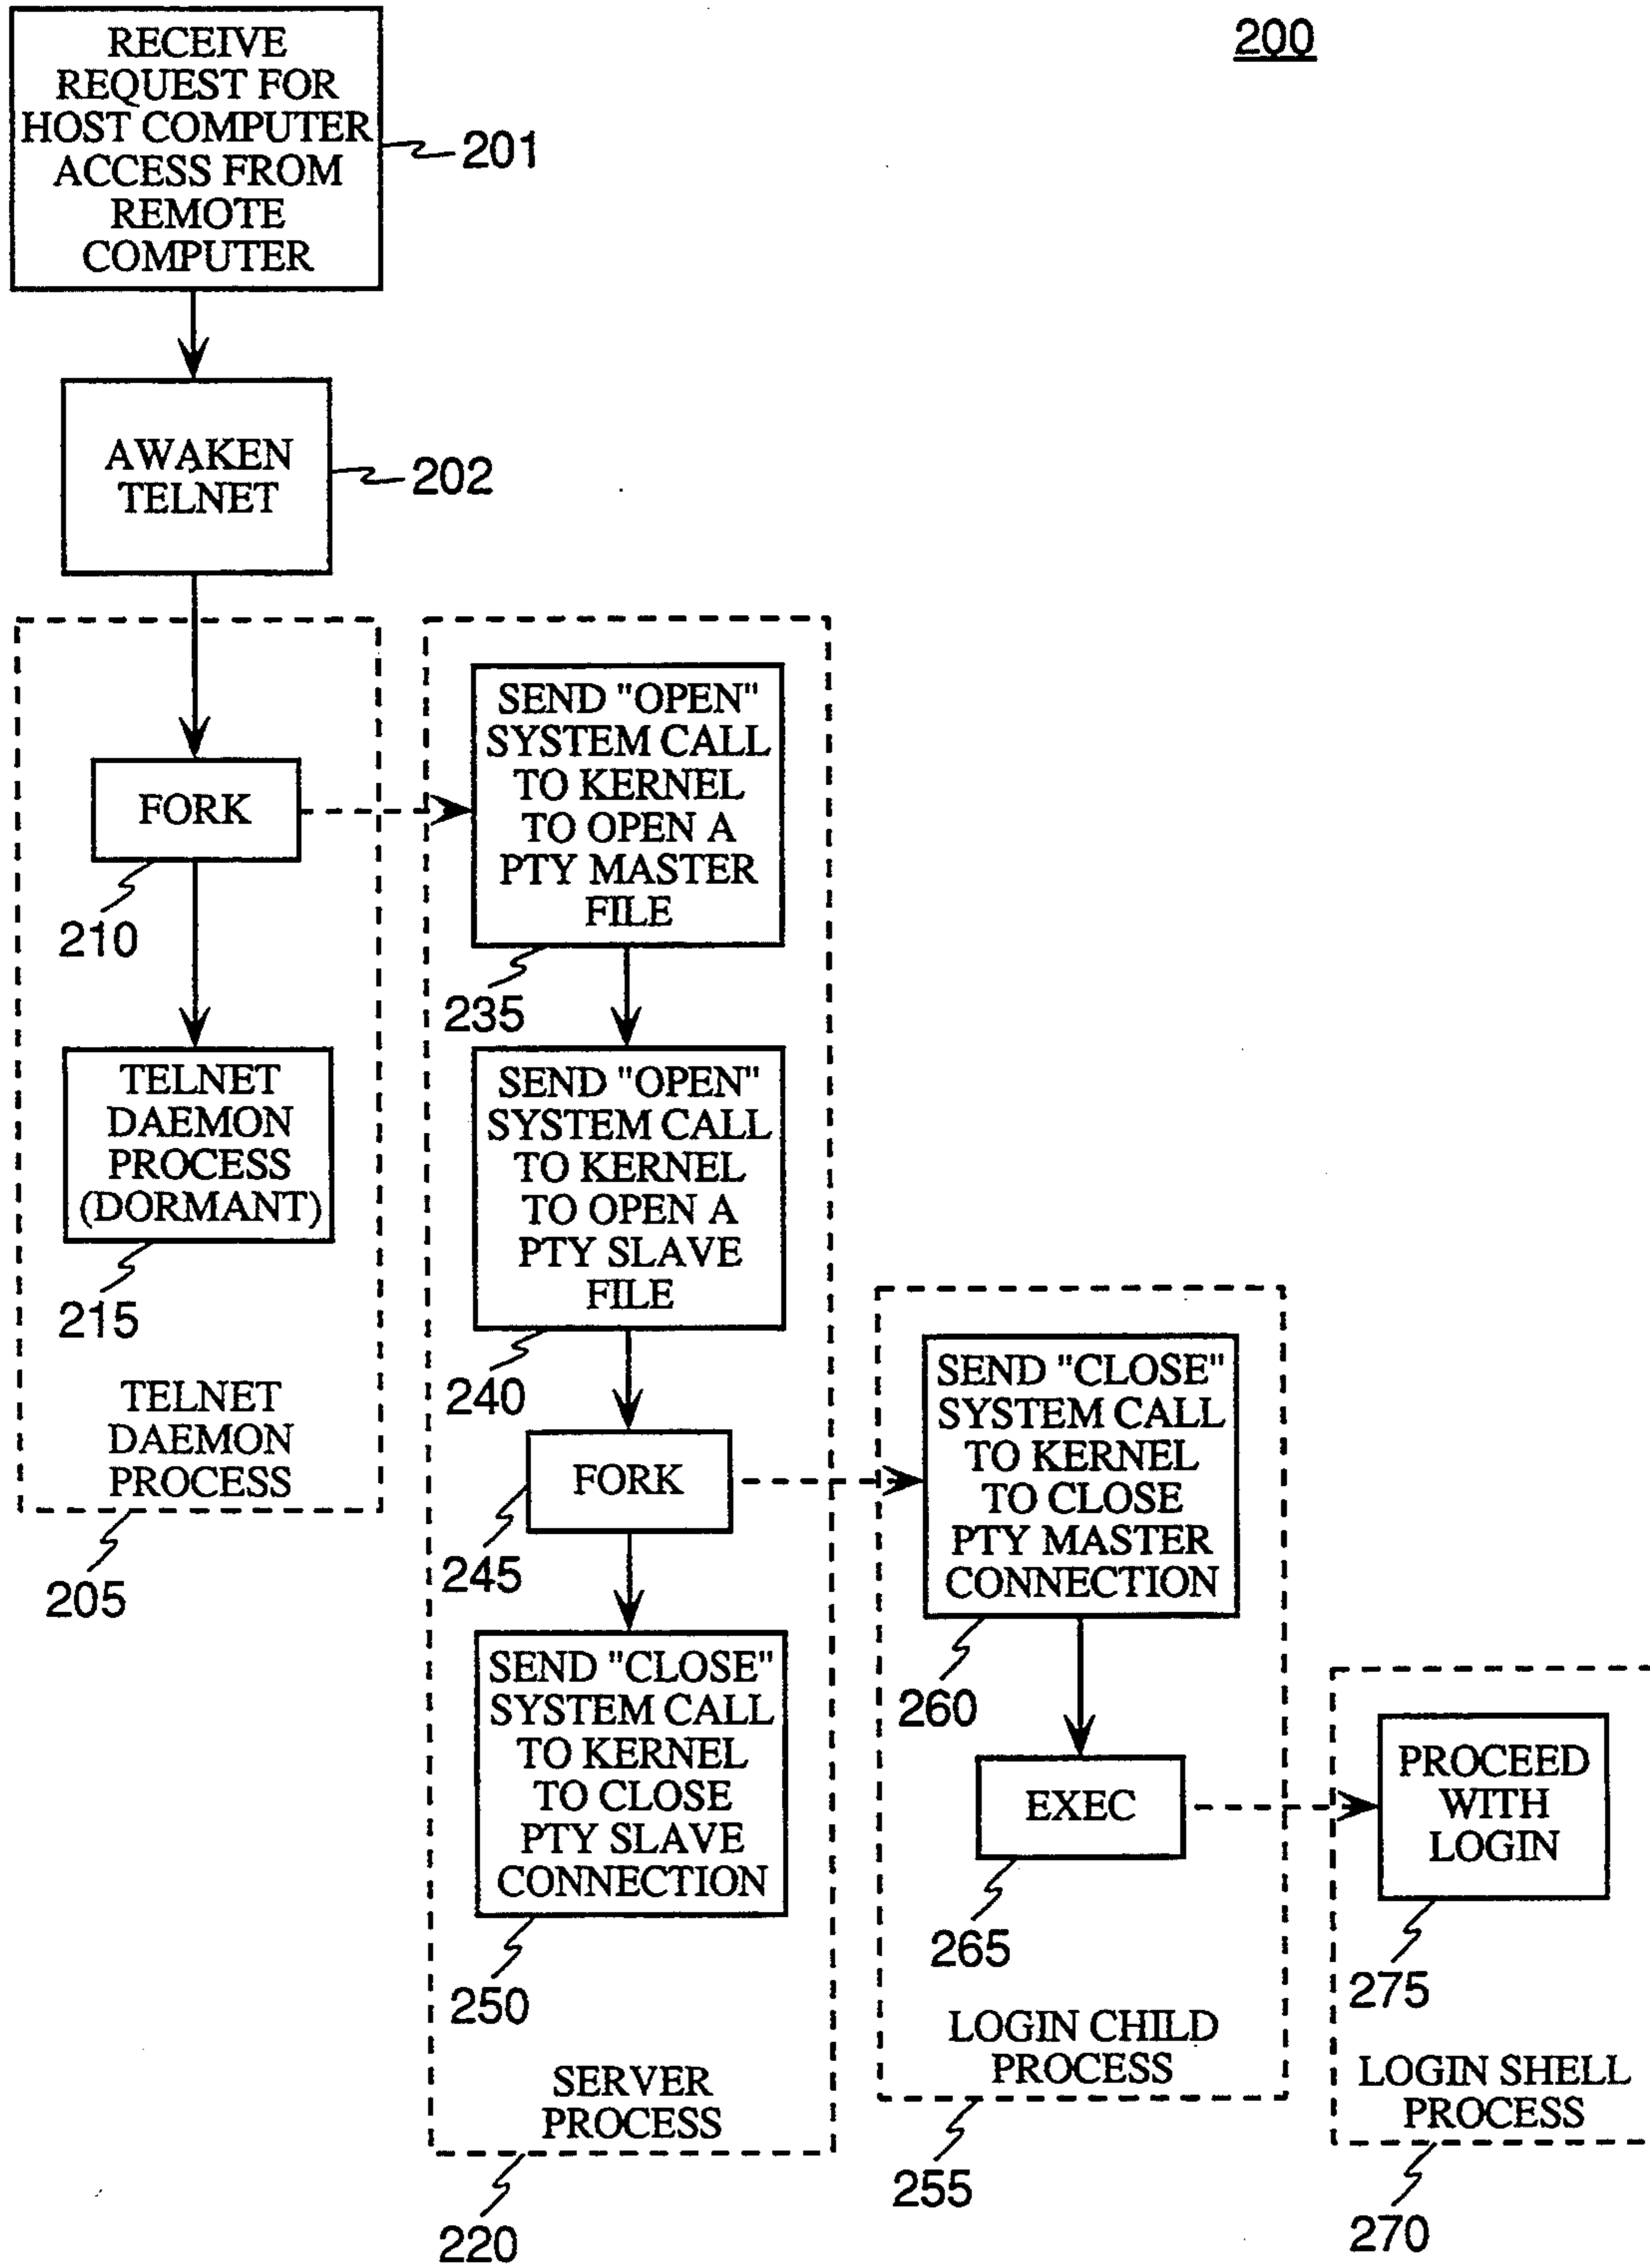 200
RECEIVE
REQUEST FOR
HOST COMPUTER
ACCESS FROM
REMOTE
COMPUTER
201
AWAKEN
TELNET
202
FORK
210
TELNET
DAEMON
PROCESS
(DORMANT)
215
TELNET
DAEMON
PROCESS
205
SEND "OPEN"
SYSTEM CALL
TO KERNEL
TO OPEN A
PTY MASTER
FILE
235
SEND "OPEN"
SYSTEM CALL
TO KERNEL
TO OPEN A
PTY SLAVE
FILE
240
FORK
245
SEND "CLOSE"
SYSTEM CALL
TO KERNEL
TO CLOSE
PTY SLAVE
CONNECTION
250
SERVER
PROCESS
220
SEND "CLOSE"
SYSTEM CALL
TO KERNEL
TO CLOSE
PTY MASTER
CONNECTION
260
EXEC
265
LOGIN CHILD
PROCESS
255
PROCEED
WITH
LOGIN
275
LOGIN SHELL
PROCESS
270